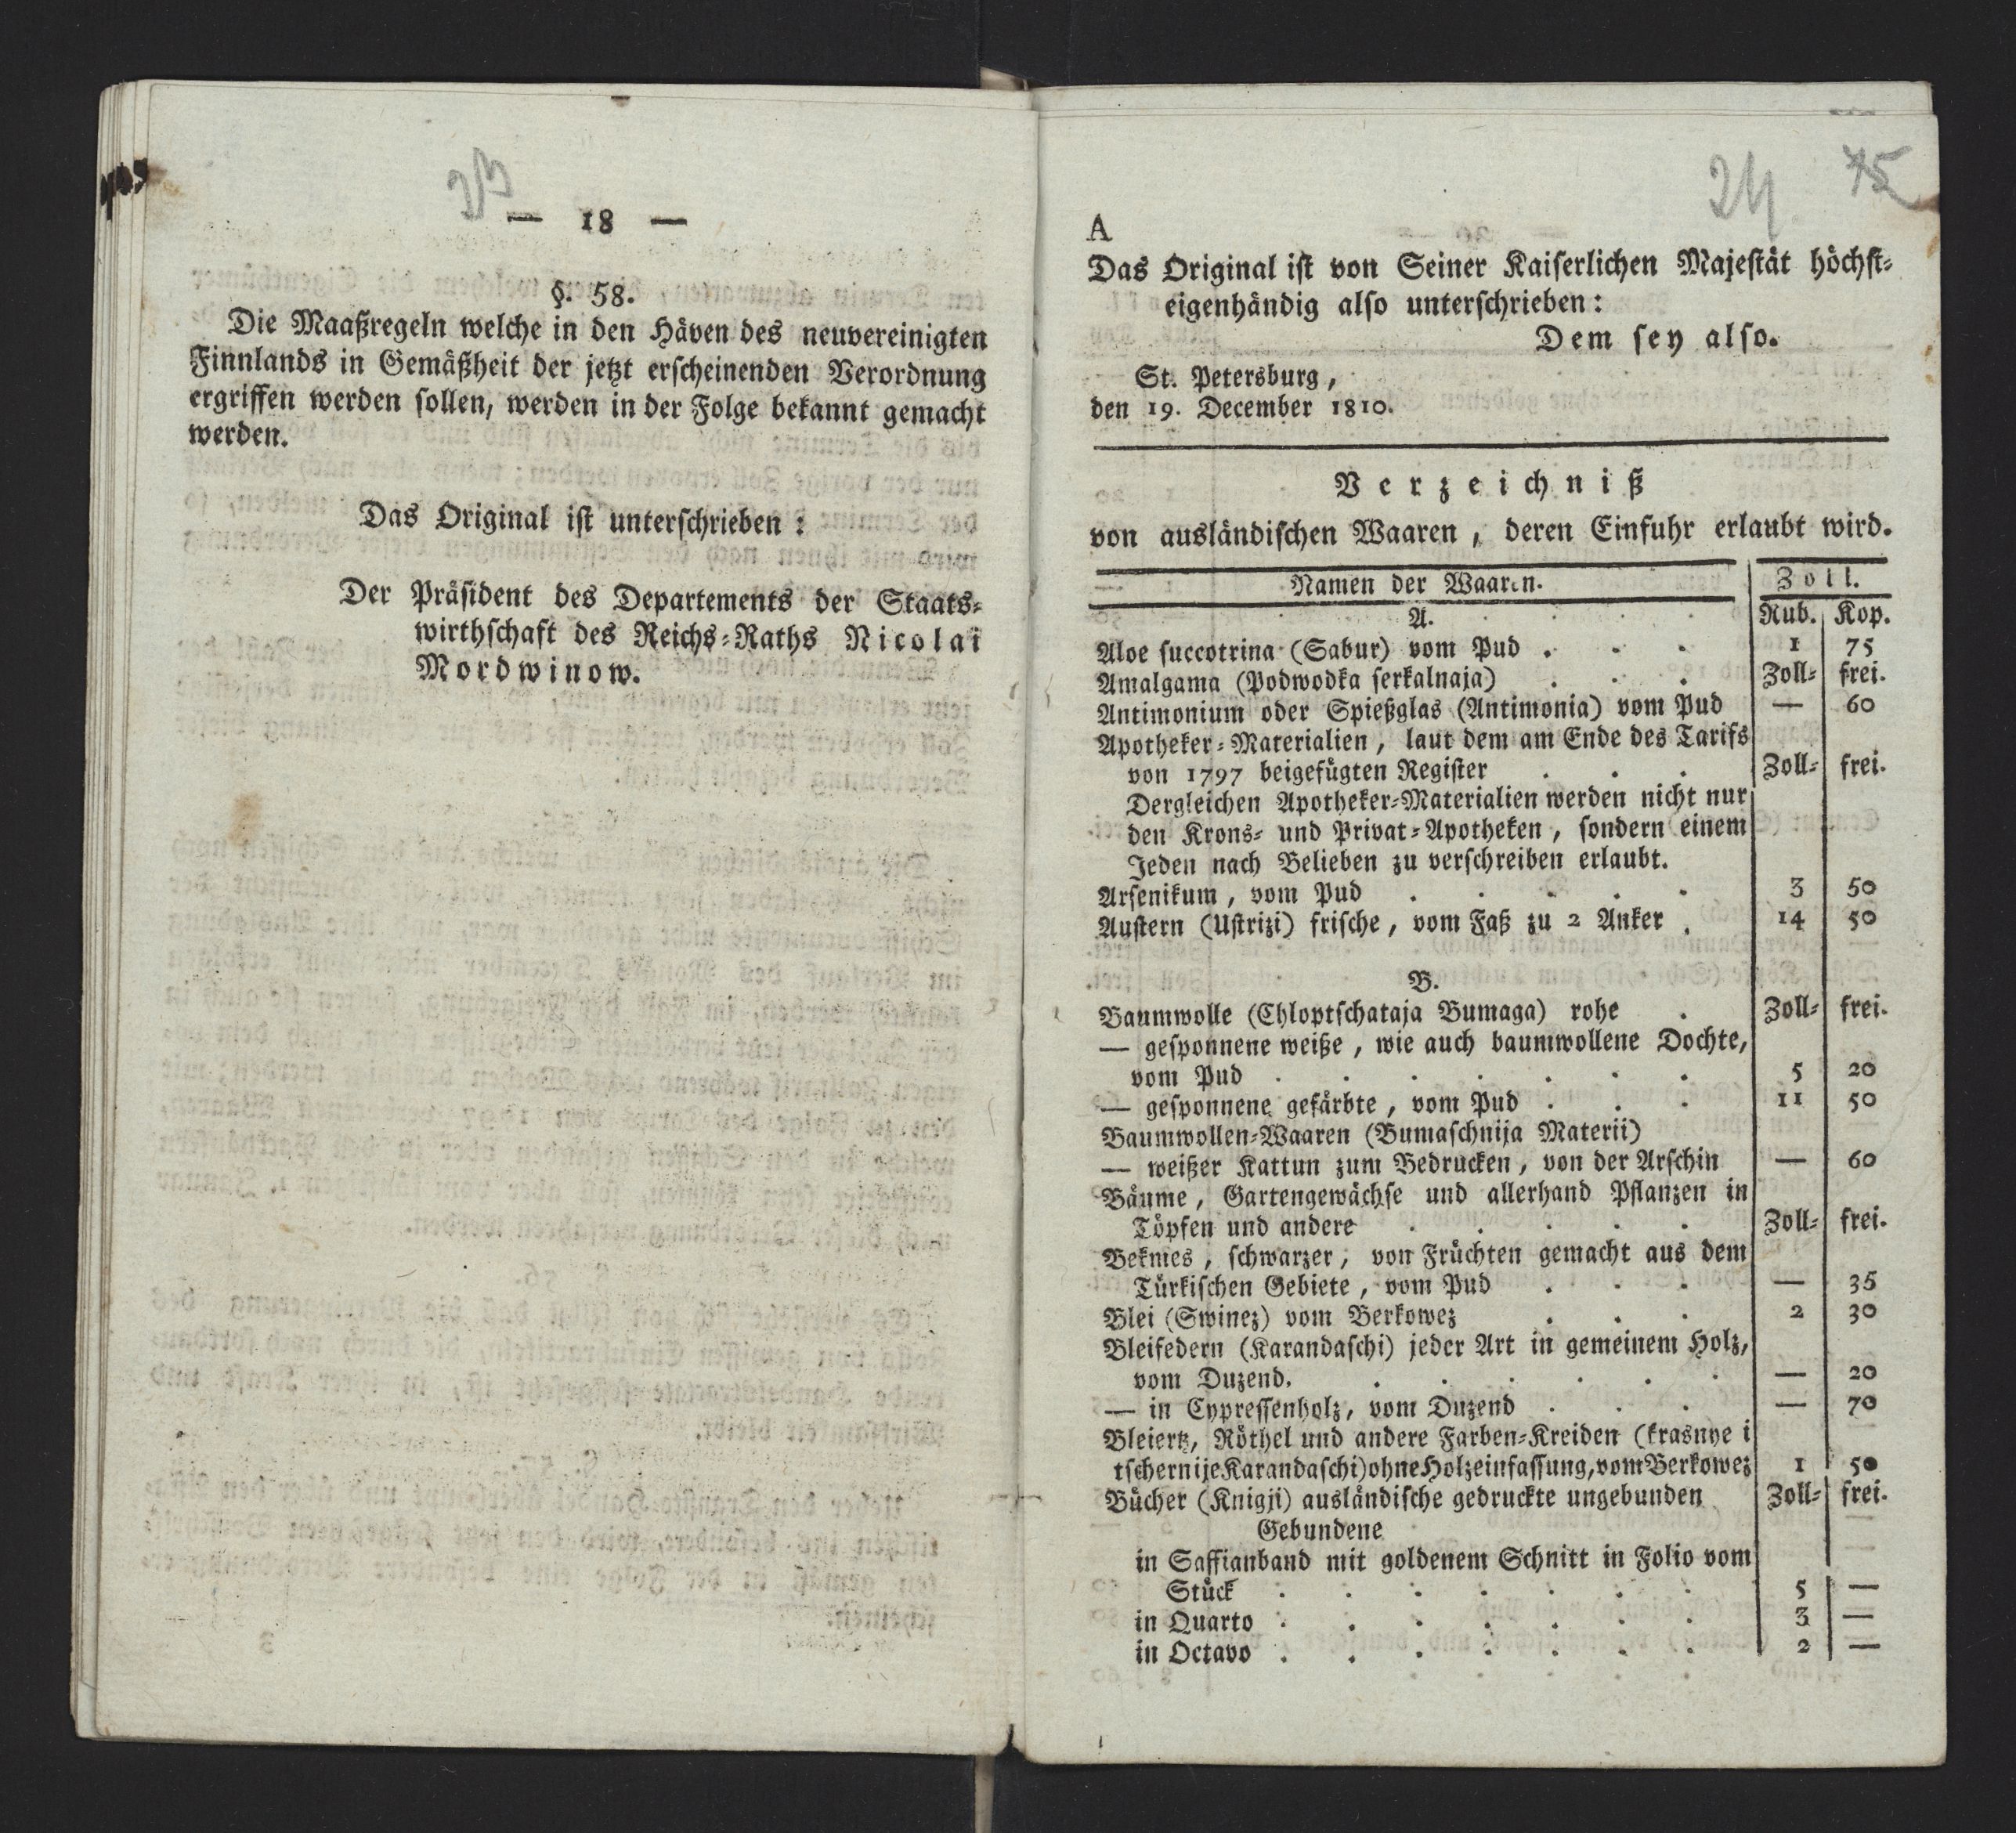 23
— 18 —
§. 58.
Die Maaßregeln welche in den Häven des neuvereinigten
Finnlands in Gemäßheit der jetzt erscheinenden Verordnung
ergriffen werden sollen, werden in der Folge bekannt gemacht
werden.
Das Original ist unterschrieben:
Der Präsident des Departements der Staats-
wirthschaft des Reichs-Raths Nicolai
Mordwinow.
24 75
A
Das Original ist von Seiner Kaiserlichen Majestät höchst-
eigenhändig also unterschrieben:
Dem sey also.
St. Petersburg,
den 19. December 1810.
Verzeichniß
von ausländischen Waaren, deren Einfuhr erlaubt wird.
Namen der Waaren. Zoll.
A. Rub. Kop.
Aloe succotrina (Sabur) vom Pud . . . 1 75
Amalgama (Podwodka serkalnaja) . . . Zoll- frei.
Antimonium oder Spießglas (Antimonia) vom Pud — 60
Apotheker-Materialien, laut dem am Ende des Tarifs
von 1797 beigefügten Register . . . Zoll- frei.
Dergleichen Apotheker-Materialien werden nicht nur
den Krons- und Privat-Apotheken, sondern einem
Jeden nach Belieben zu verschreiben erlaubt.
Arsenikum, vom Pud . . . . . 3 50
Austern (Ustrizi) frische, vom Faß zu 2 Anker . 14 50
B.
Baumwolle (Chloptschataja Bumaga) rohe . Zoll- frei.
— gesponnene weiße, wie auch baumwollene Dochte,
vom Pud . . . . . . . 5 20
— gesponnene gefärbte, vom Pud . . . 11 50
Baumwollen-Waaren (Bumaschnija Materii)
— weißer Kattun zum Bedrucken, von der Arschin — 60
Bäume, Gartengewächse und allerhand Pflanzen in
Töpfen und andere . . . . . Zoll- frei.
Bekmes, schwarzer, von Früchten gemacht aus dem
Türkischen Gebiete, vom Pud . . . — 35
Blei (Swinez) vom Berkowez . . . 2 30
Bleifedern (Karandaschi) jeder Art in gemeinem Holz,
vom Duzend. . . . . . . — 20
— in Cypressenholz, vom Duzend . . . — 70
Bleiertz, Röthel und andere Farben-Kreiden (krasnye i
tschernije Karandaschi) ohne Holzeinfassung, vom Berkowez 1 50
Bücher (Knigji) ausländische gedruckte ungebunden Zoll- frei.
Gebundene
in Saffianband mit goldenem Schnitt in Folio vom
Stück . . . . . . . 5 —
in Quarto . . . . . . . 3 —
in Octavo . . . . . . . 2 —